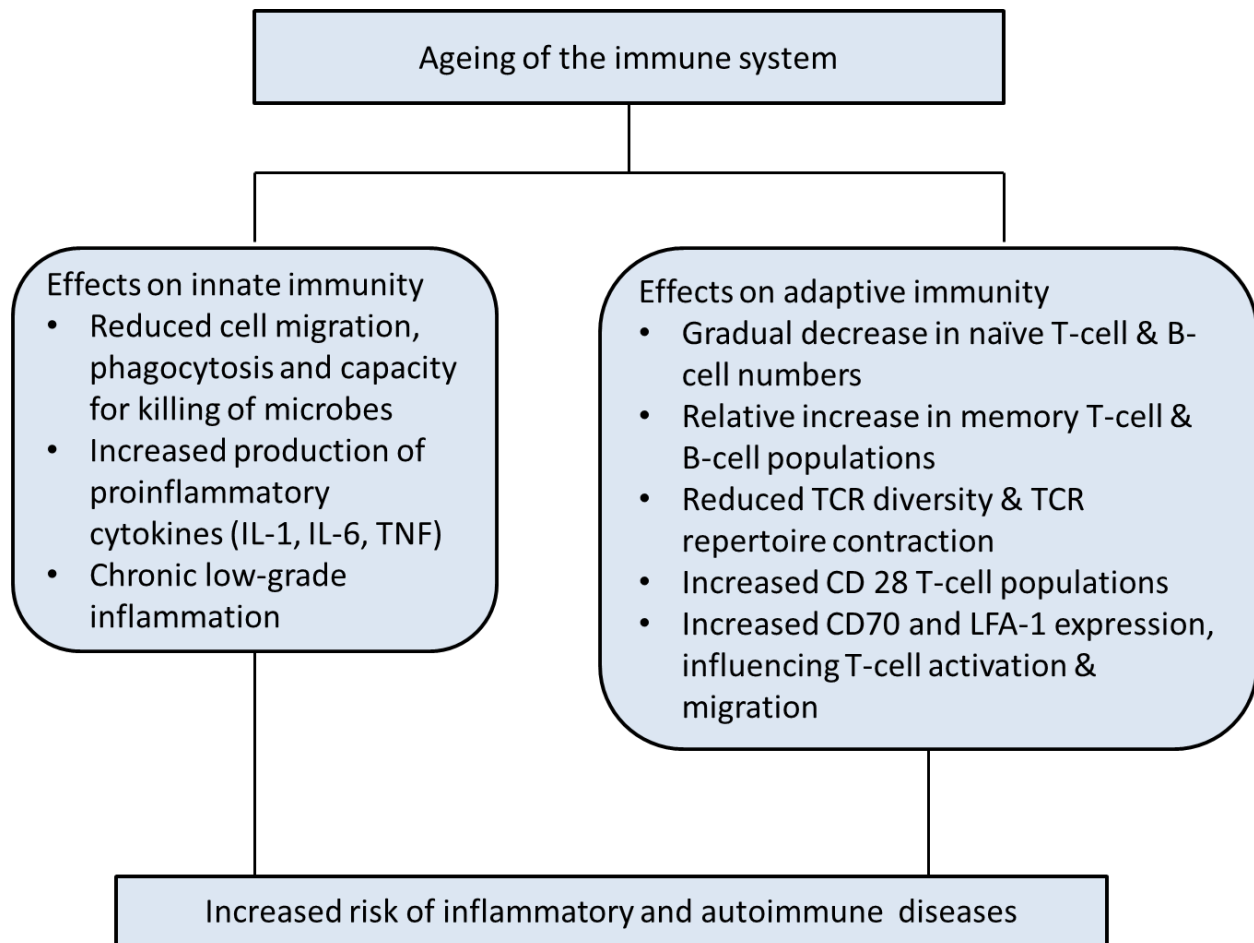 Ageing of the immune system
Effects on innate immunity
• Reduced cell migration,
phagocytosis and capacity
for killing of microbes
• Increased production of
proinflammatory
cytokines (IL-1, IL-6, TNF)
• Chronic low-grade
inflammation
Effects on adaptive immunity
• Gradual decrease in naïve T-cell & B-
cell numbers
• Relative increase in memory T-cell &
B-cell populations
• Reduced TCR diversity & TCR
repertoire contraction
• Increased CD 28 T-cell populations
• Increased CD70 and LFA-1 expression,
influencing T-cell activation &
migration
Increased risk of inflammatory and autoimmune diseases